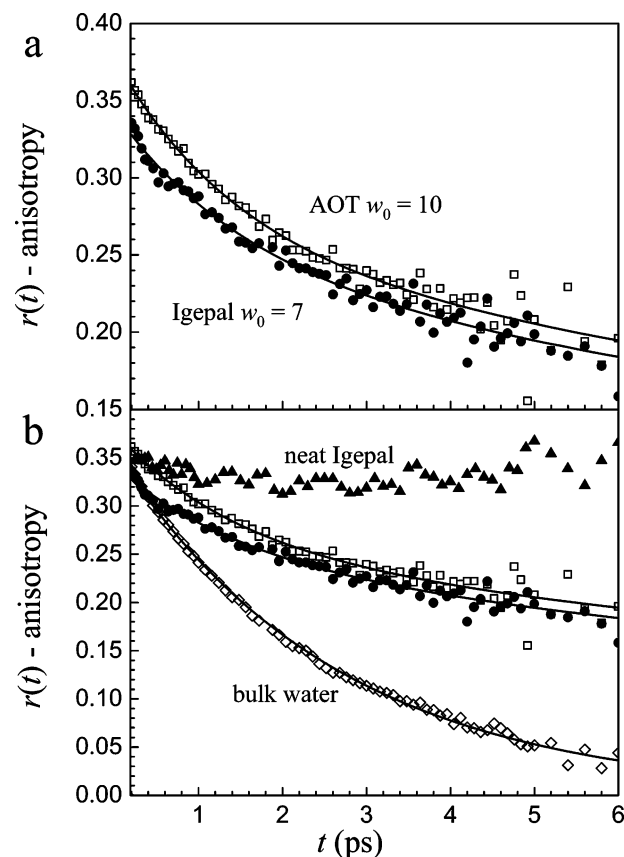 a
0.40
0.35
0.30
0.25
0.20
0.15
r(t) - anisotropy
AOT w₀ = 10
Igepal w₀ = 7
b
0.35
0.30
0.25
0.20
0.15
0.10
0.05
0.00
r(t) - anisotropy
neat Igepal
bulk water
1 2 3 4 5 6
t (ps)